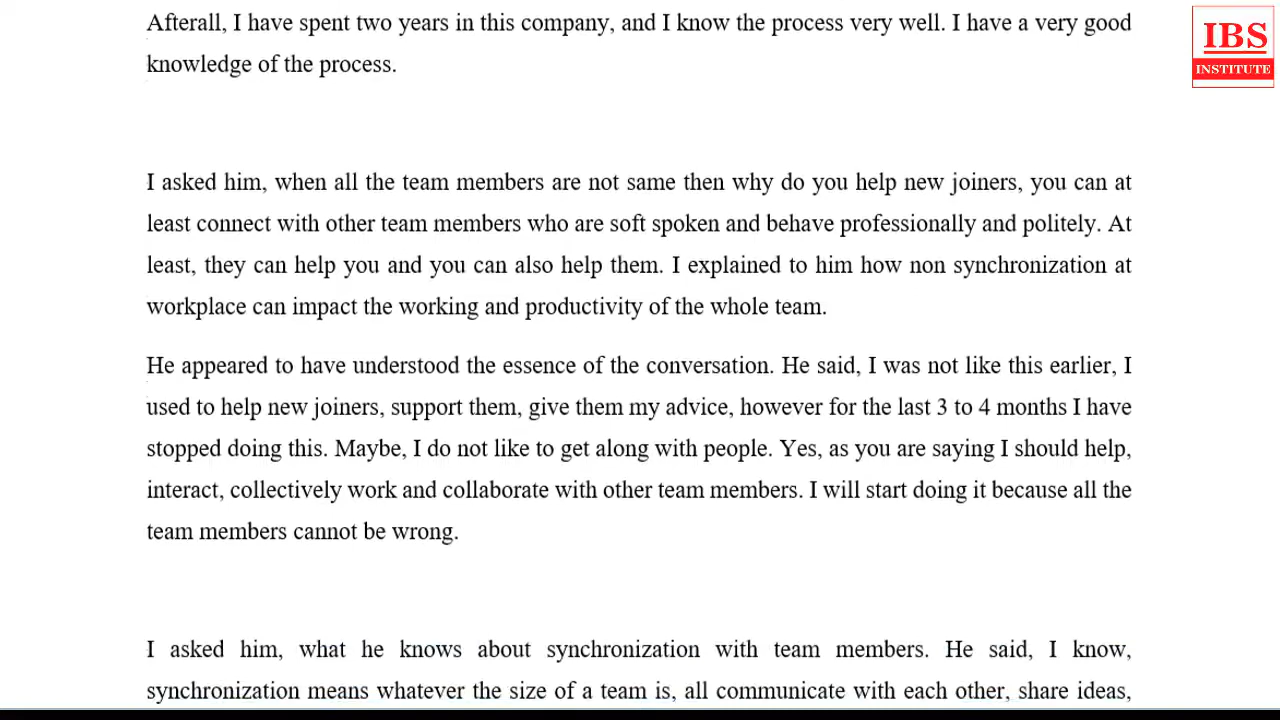 Afterall, I have spent two years in this company, and I know the process very well. I have a very good
knowledge of the process.
IBS
INSTITUTE
I asked him, when all the team members are not same then why do you help new joiners, you can at
least connect with other team members who are soft spoken and behave professionally and politely. At
least, they can help you and you can also help them. I explained to him how non synchronization at
workplace can impact the working and productivity of the whole team.
He appeared to have understood the essence of the conversation. He said, I was not like this earlier, I
used to help new joiners, support them, give them my advice, however for the last 3 to 4 months I have
stopped doing this. Maybe, I do not like to get along with people. Yes, as you are saying I should help,
interact, collectively work and collaborate with other team members. I will start doing it because all the
team members cannot be wrong.
I asked him, what he knows about synchronization with team members. He said, I know,
synchronization means whatever the size of a team is, all communicate with each other, share ideas,